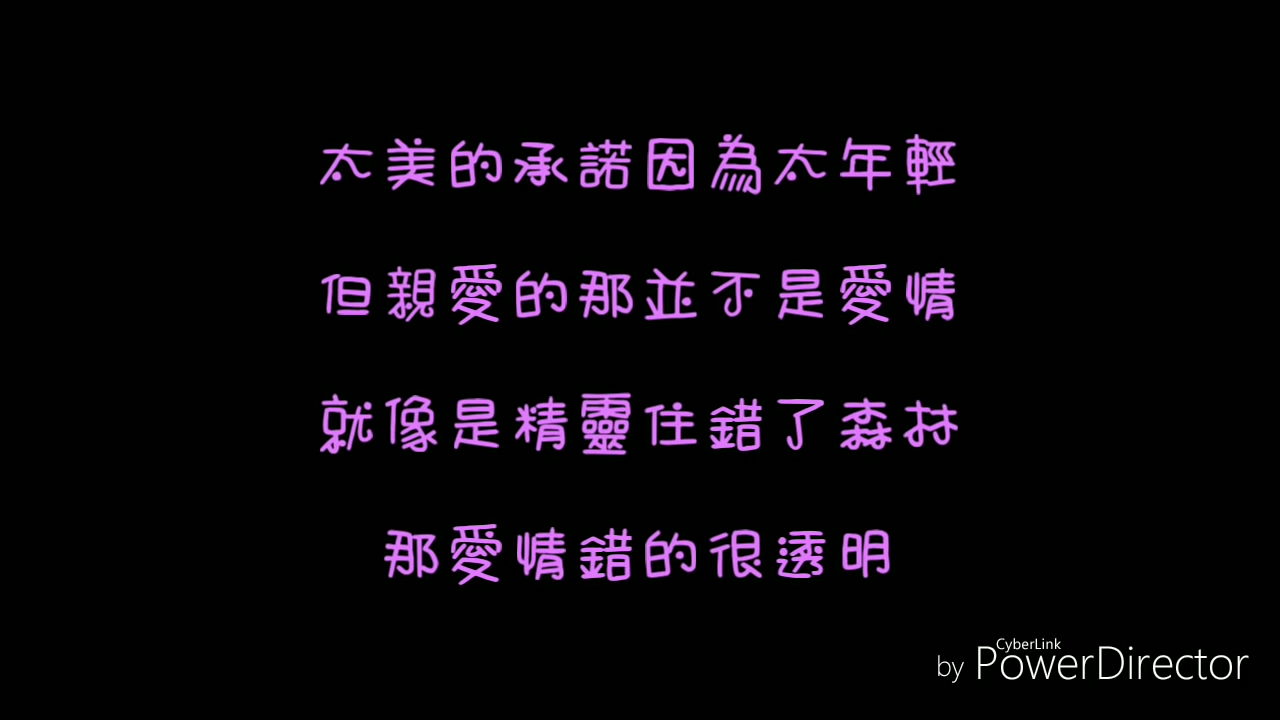 太美的承諾因為太年輕
但親愛的那並不是愛情
就像是精靈住錯了森林
那愛情錯的很透明
CyberLink
by PowerDirector